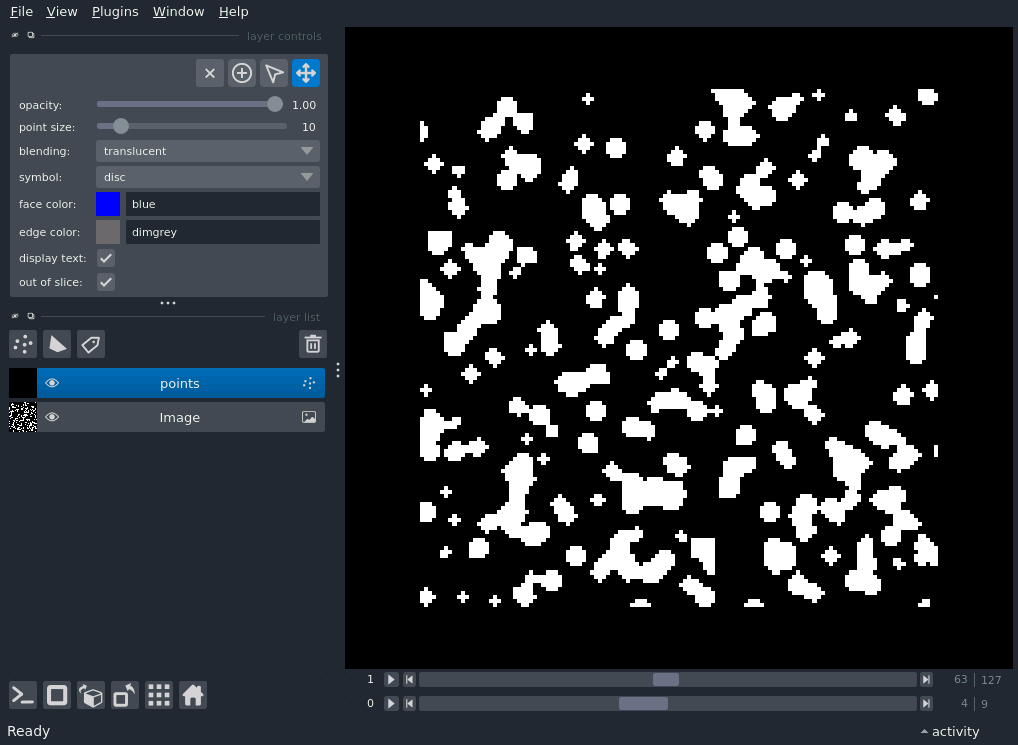 File View Plugins Window Help
layer controls
opacity: 1.00
point size: 10
blending: translucent
symbol: disc
face color: blue
edge color: dimgrey
display text:
out of slice:
layer list
points
Image
1 63 127
0 4 9
Ready activity